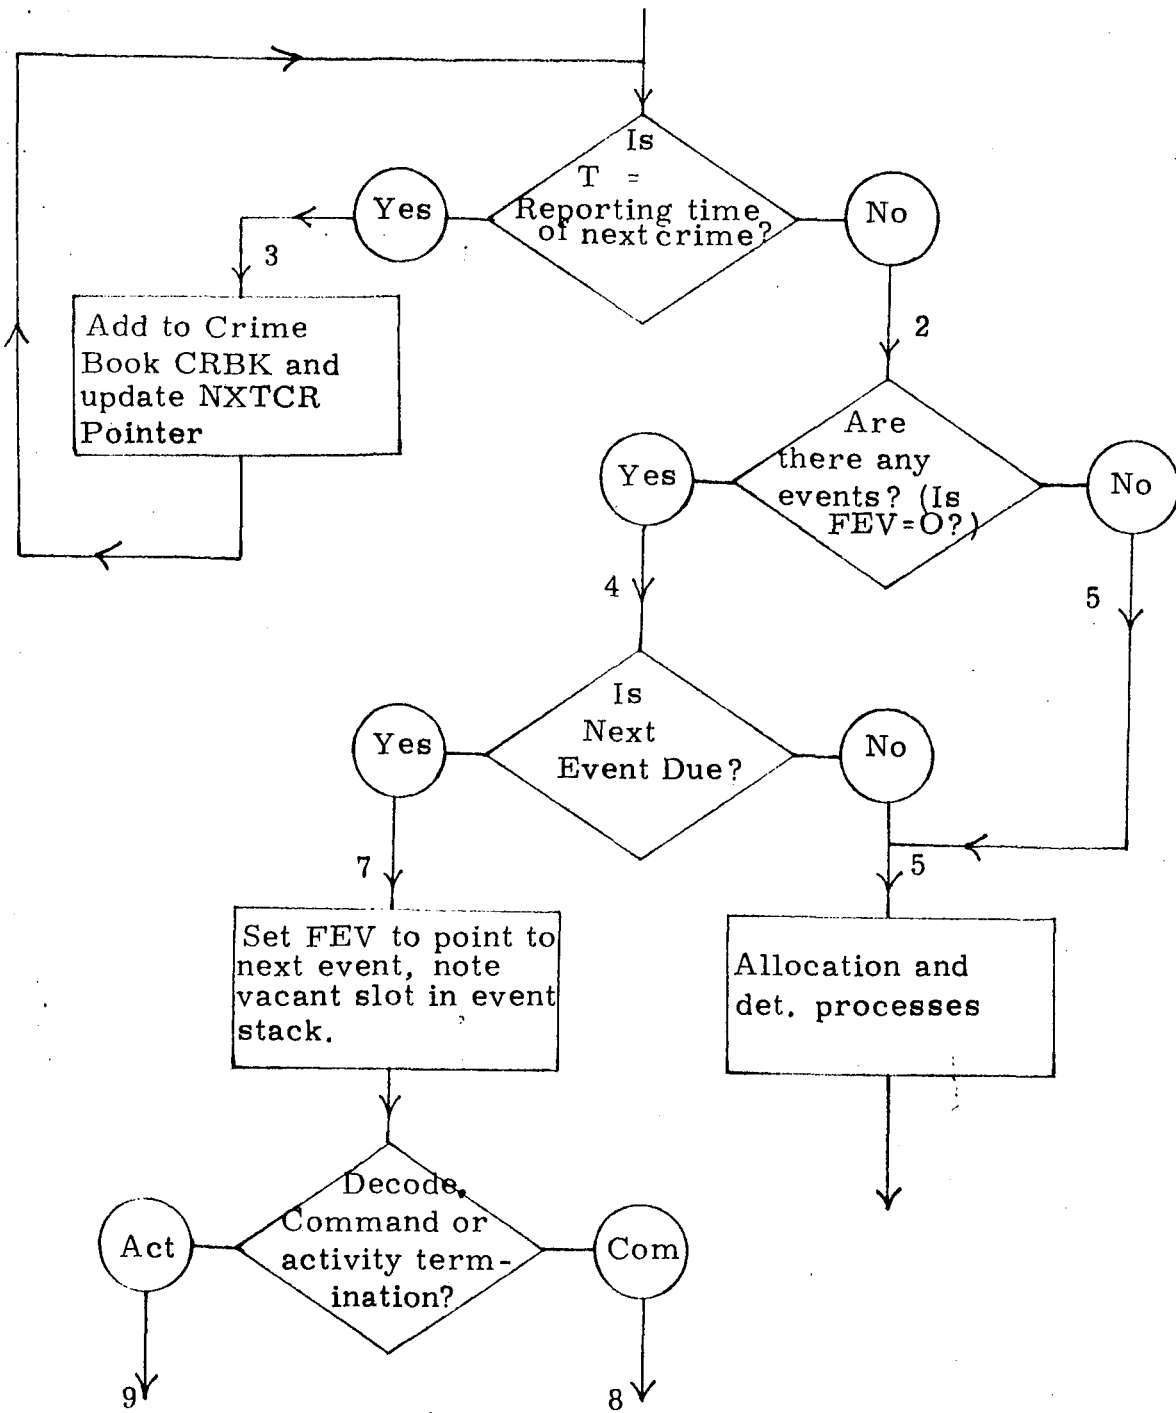 Is
T =
Reporting time
of next crime?
Yes
No
3
Add to Crime
Book CRBK and
update NXTCR
Pointer
2
Are
there any
events? (Is
FEV=O?)
Yes
No
4
5
Is
Next
Event Due?
Yes
No
7
5
Set FEV to point to
next event, note
vacant slot in event
stack.
Allocation and
det. processes
Decode.
Command or
activity term-
ination?
Act
Com
9
8